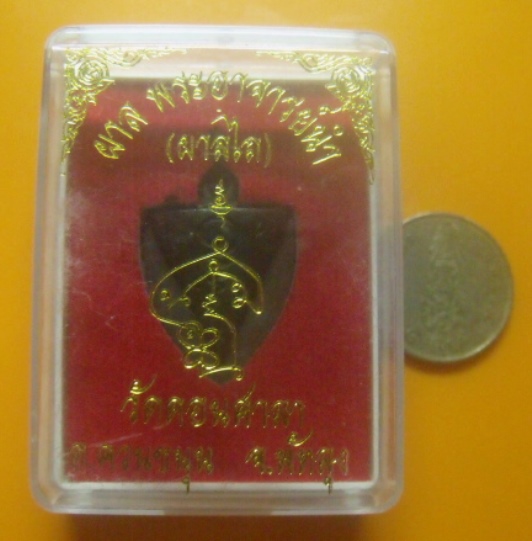 ผาล พระอาจารย์นำ
(ผาลไถ)
วัดดอนศาลา
อ.ควนขนุน จ.พัทลุง